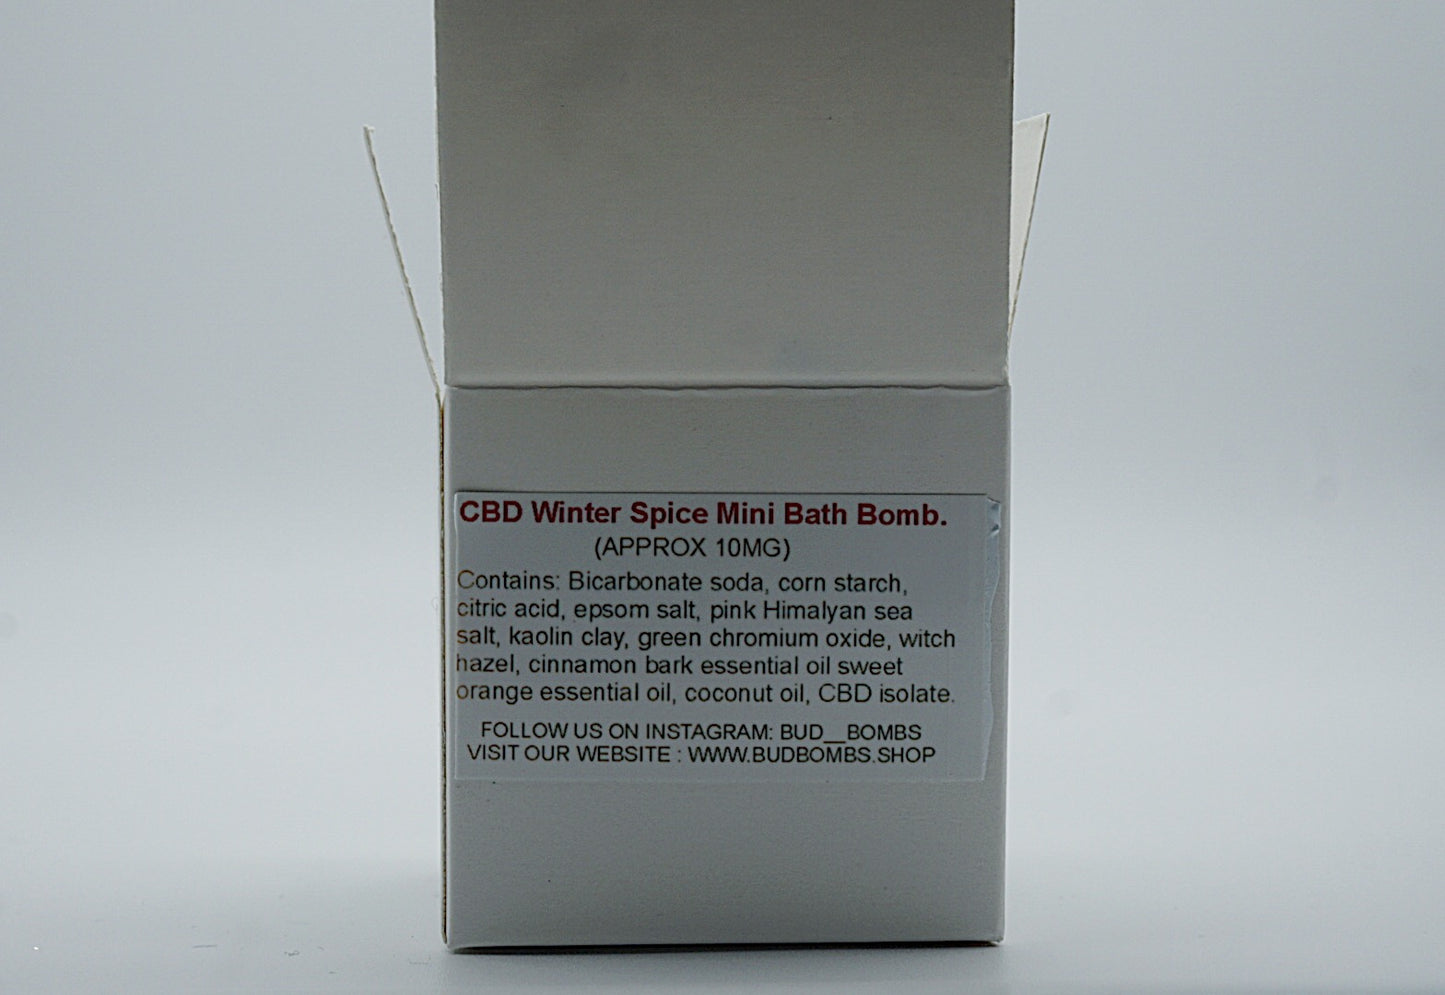 CBD Winter Spice Mini Bath Bomb.
(APPROX 10MG)
Contains: Bicarbonate soda, corn starch,
citric acid, epsom salt, pink Himalyan sea
salt, kaolin clay, green chromium oxide, witch
hazel, cinnamon bark essential oil sweet
orange essential oil, coconut oil, CBD isolate.
FOLLOW US ON INSTAGRAM: BUD__BOMBS
VISIT OUR WEBSITE : WWW.BUDBOMBS.SHOP